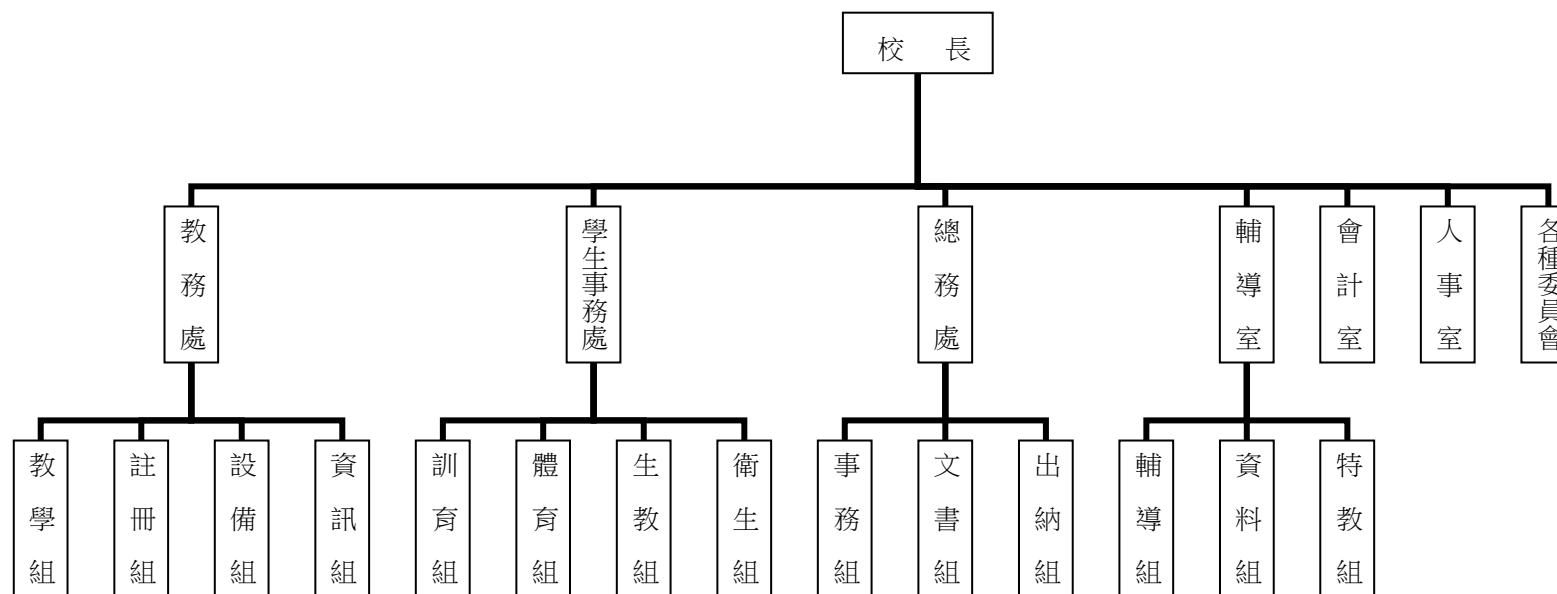 校 長
教務處
學生事務處
總務處
輔導室
會計室
人事室
各種委員會
教學組
註冊組
設備組
資訊組
訓育組
體育組
生教組
衛生組
事務組
文書組
出納組
輔導組
資料組
特教組